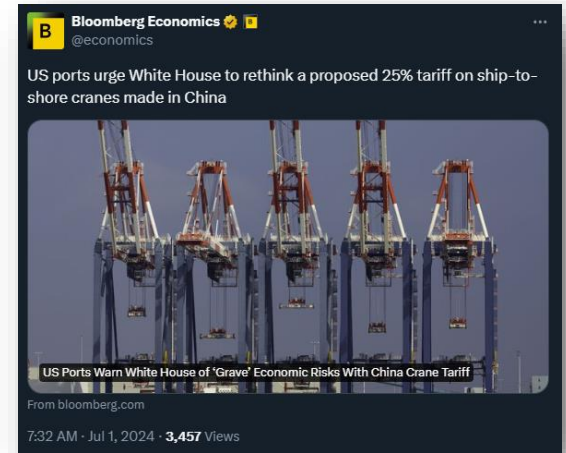 B
Bloomberg Economics
@economics
US ports urge White House to rethink a proposed 25% tariff on ship-to-
shore cranes made in China
US Ports Warn White House of ‘Grave’ Economic Risks With China Crane Tariff
From bloomberg.com
7:32 AM · Jul 1, 2024 · 3,457 Views